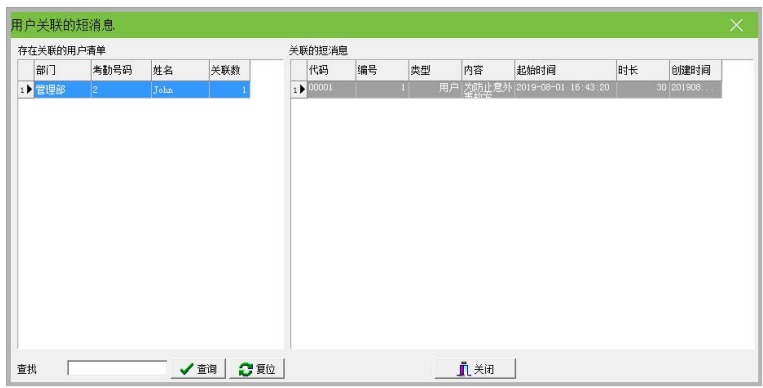 用户关联的短消息
存在关联的用户清单
关联的短消息
部门 考勤号码 姓名 关联数
代码 编号 类型 内容 起始时间 时长 创建时间
1 管理部 2 John 1
1 00001 1 用户 为防止意外 2019-08-01 16:43:20 30 201908...
查找
查询
复位
关闭